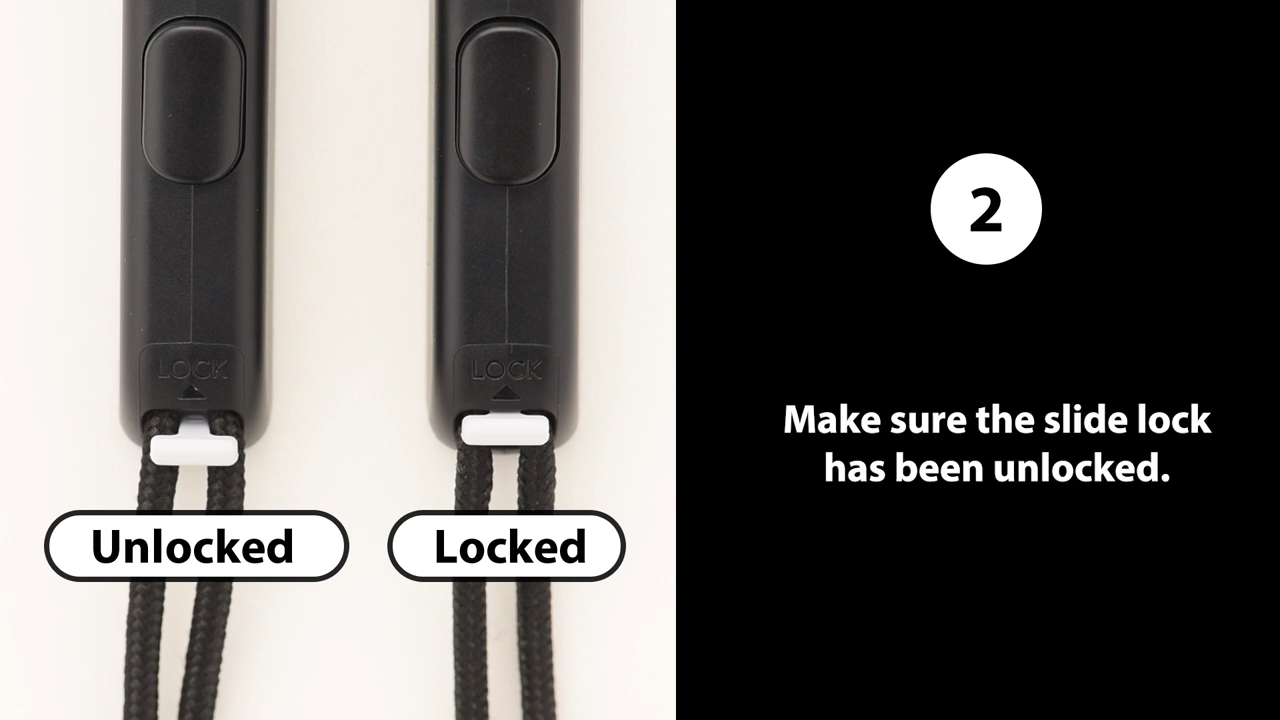 LOCK
LOCK
Unlocked
Locked
2
Make sure the slide lock
has been unlocked.